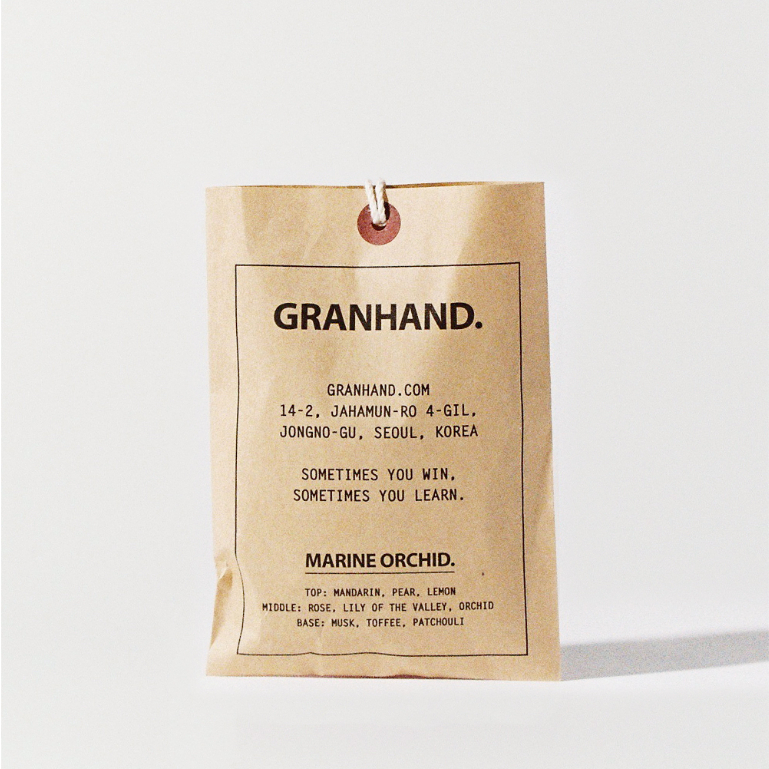 GRANHAND.
GRANHAND.COM
14-2, JAHAMUN-RO 4-GIL,
JONGNO-GU, SEOUL, KOREA
SOMETIMES YOU WIN,
SOMETIMES YOU LEARN.
MARINE ORCHID.
TOP: MANDARIN, PEAR, LEMON
MIDDLE: ROSE, LILY OF THE VALLEY, ORCHID
BASE: MUSK, TOFFEE, PATCHOULI